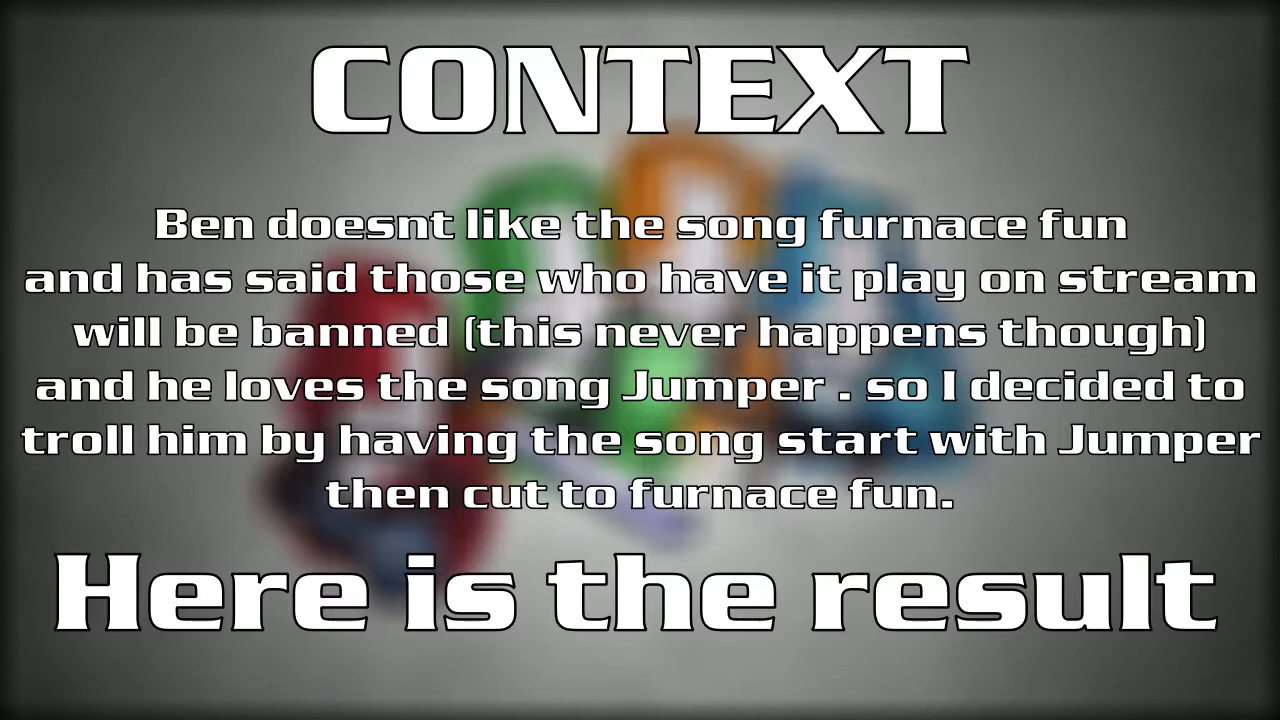 CONTEXT
Ben doesnt like the song furnace fun
and has said those who have it play on stream
will be banned (this never happens though)
and he loves the song Jumper . so I decided to
troll him by having the song start with Jumper
then cut to furnace fun.
Here is the result